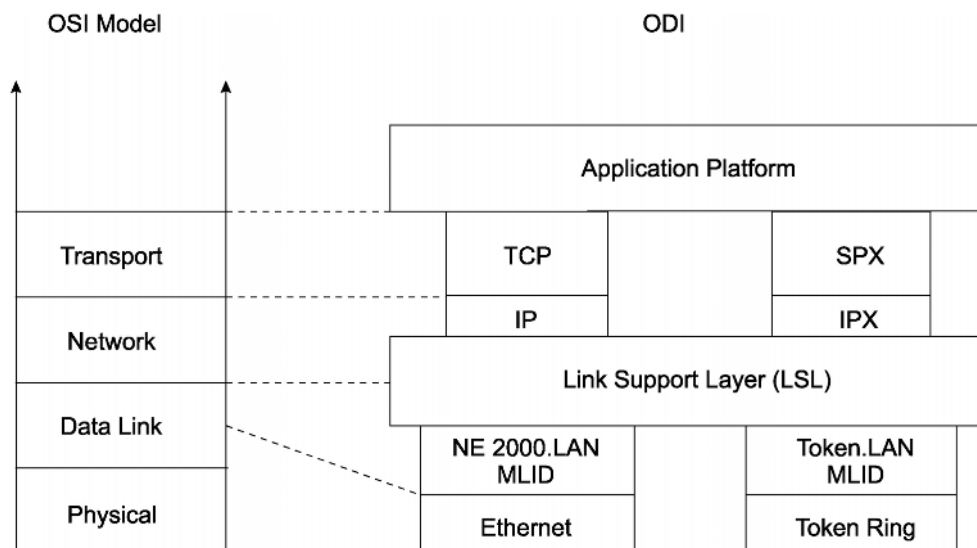 OSI Model
ODI
Application Platform
Transport
TCP
SPX
Network
IP
IPX
Link Support Layer (LSL)
Data Link
NE 2000.LAN
MLID
Token.LAN
MLID
Physical
Ethernet
Token Ring